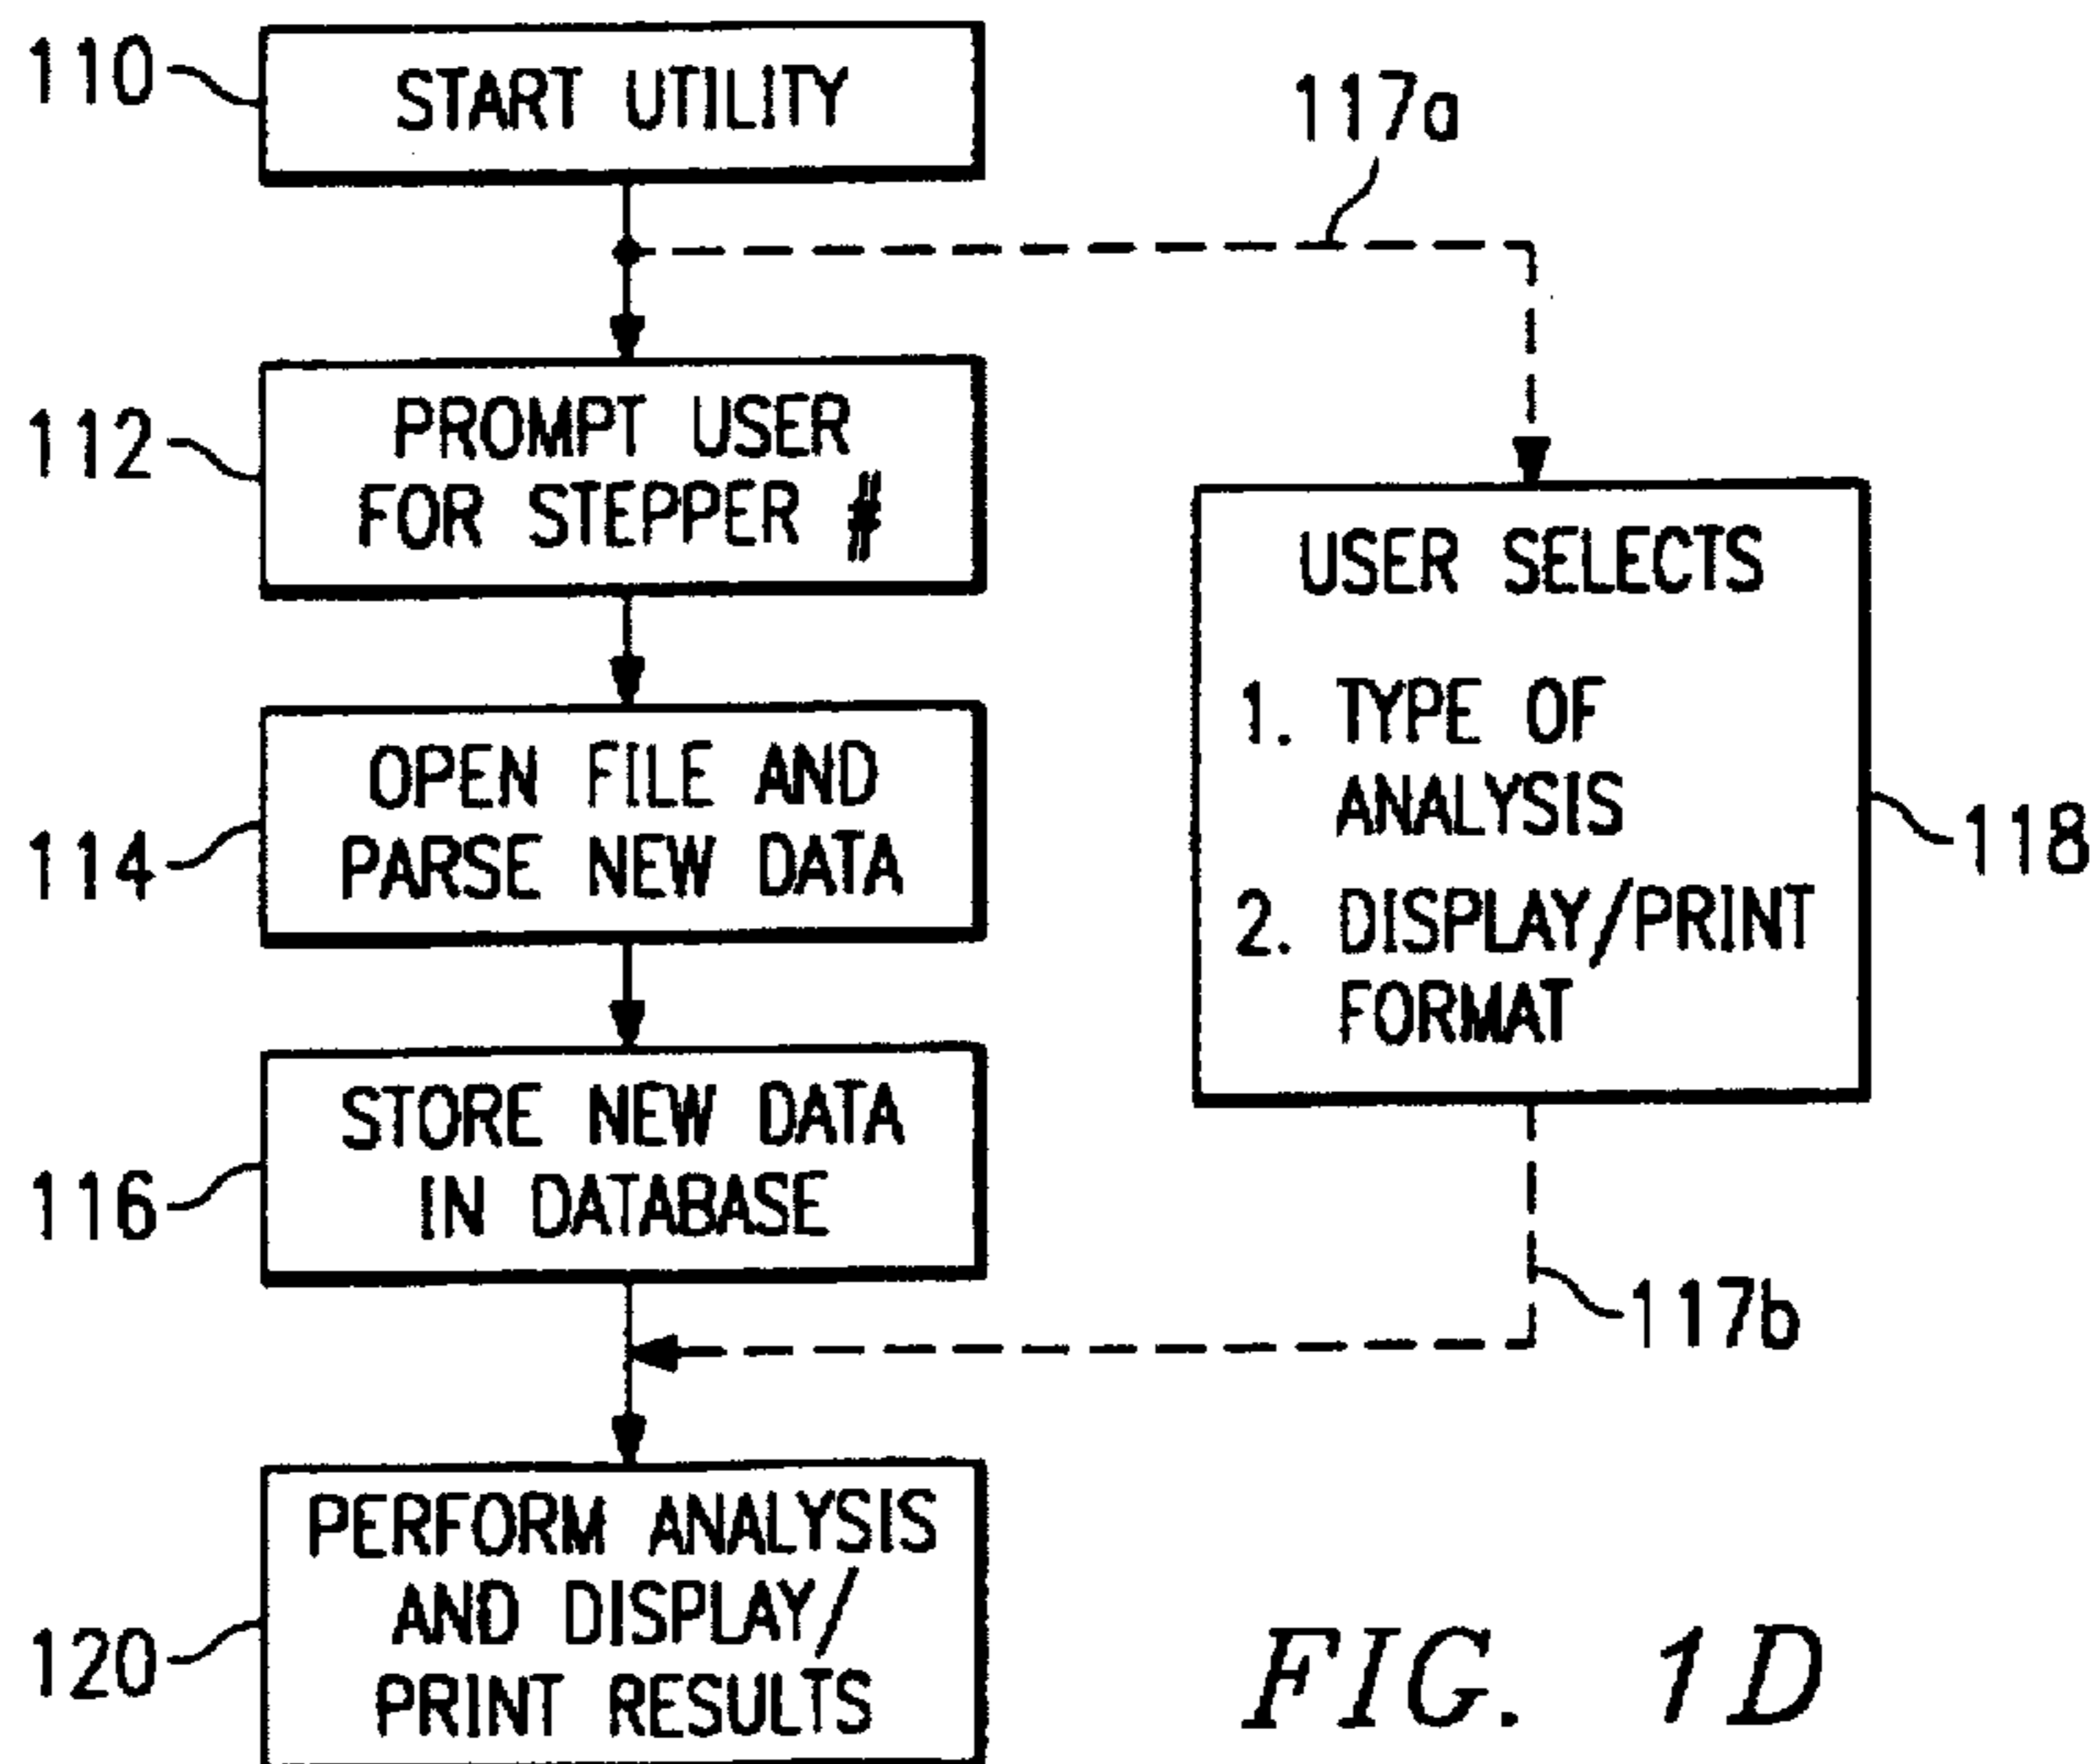 110
START UTILITY
117a
112
PROMPT USER
FOR STEPPER #
114
OPEN FILE AND
PARSE NEW DATA
116
STORE NEW DATA
IN DATABASE
USER SELECTS
1. TYPE OF
ANALYSIS
2. DISPLAY/PRINT
FORMAT
118
117b
120
PERFORM ANALYSIS
AND DISPLAY/
PRINT RESULTS
FIG. 1D